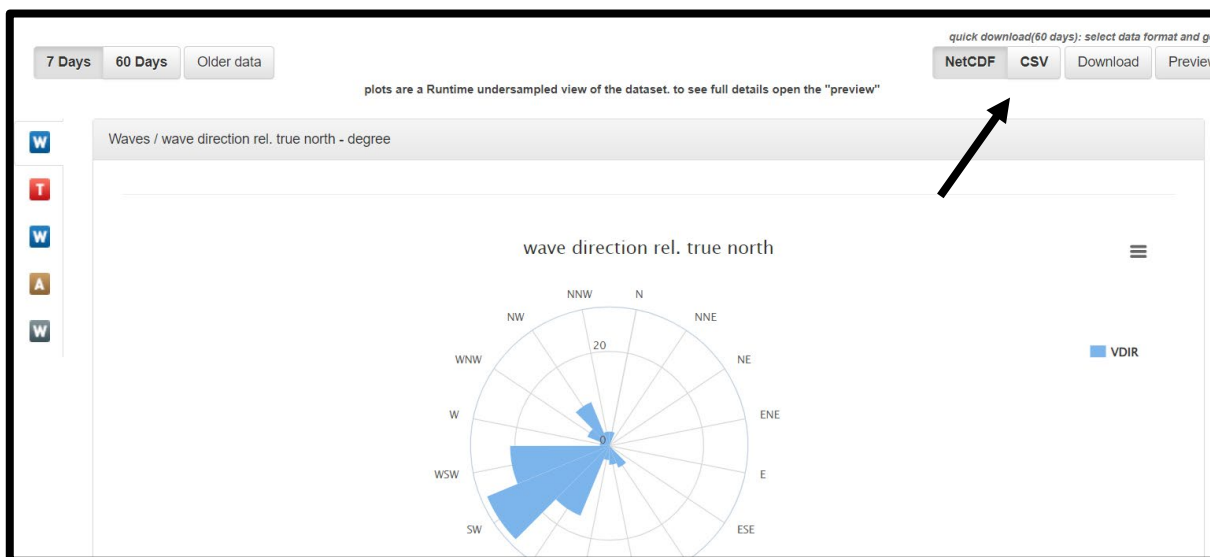 quick download(60 days): select data format and g
7 Days 60 Days Older data NetCDF CSV Download Preview
plots are a Runtime undersampled view of the dataset. to see full details open the "preview"
W Waves / wave direction rel. true north - degree
T
W
A
W
wave direction rel. true north
NNW N
NW NNE
20
WNW NE
VDIR
W ENE
0
WSW E
SW ESE